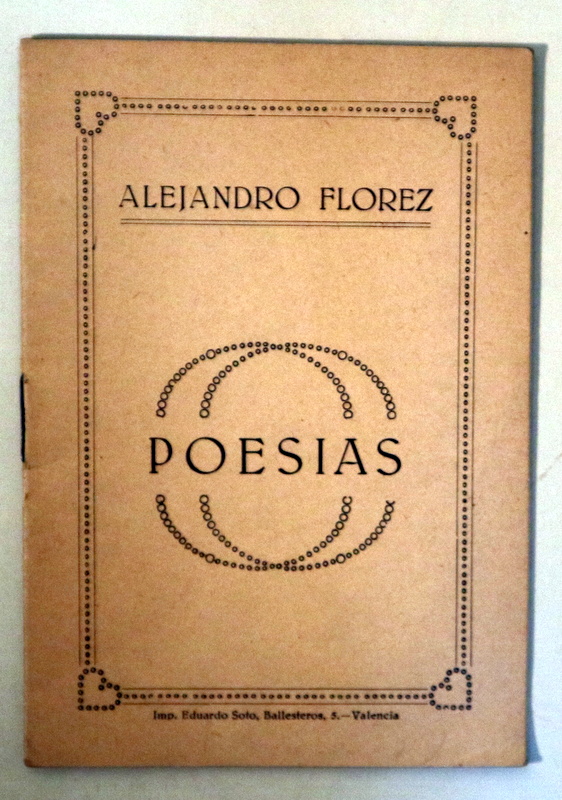 ALEJANDRO FLOREZ
POESIAS
Imp. Eduardo Soto, Ballesteros, 5.—Valencia